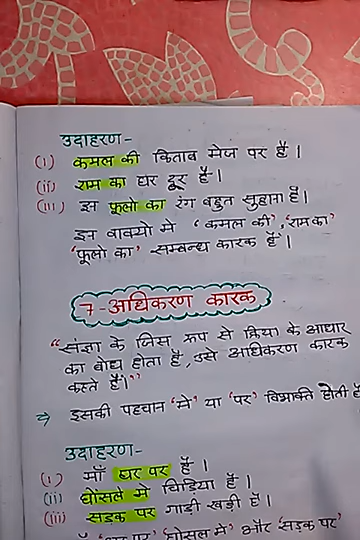 उदाहरण-
(i) कमल की किताब मेज पर है।
(ii) राम का घर दूर है।
(iii) इन फूलो का रंग बहुत सुहाना है।
इन वाक्यो मे 'कमल की', 'राम का'
'फूलो का' सम्बन्ध कारक है।
7-अधिकरण कारक
"संज्ञा के जिस रूप से क्रिया के आधार
का बोध होता है, उसे अधिकरण कारक
कहते है।"
⇒ इसकी पहचान 'मे' या 'पर' विभक्ति होती है
उदाहरण-
(i) माँ घर पर है।
(ii) घोंसले मे चिड़िया है।
(iii) सड़क पर गाड़ी खड़ी है।
'घर पर' 'घोसले मे' और 'सड़क पर'